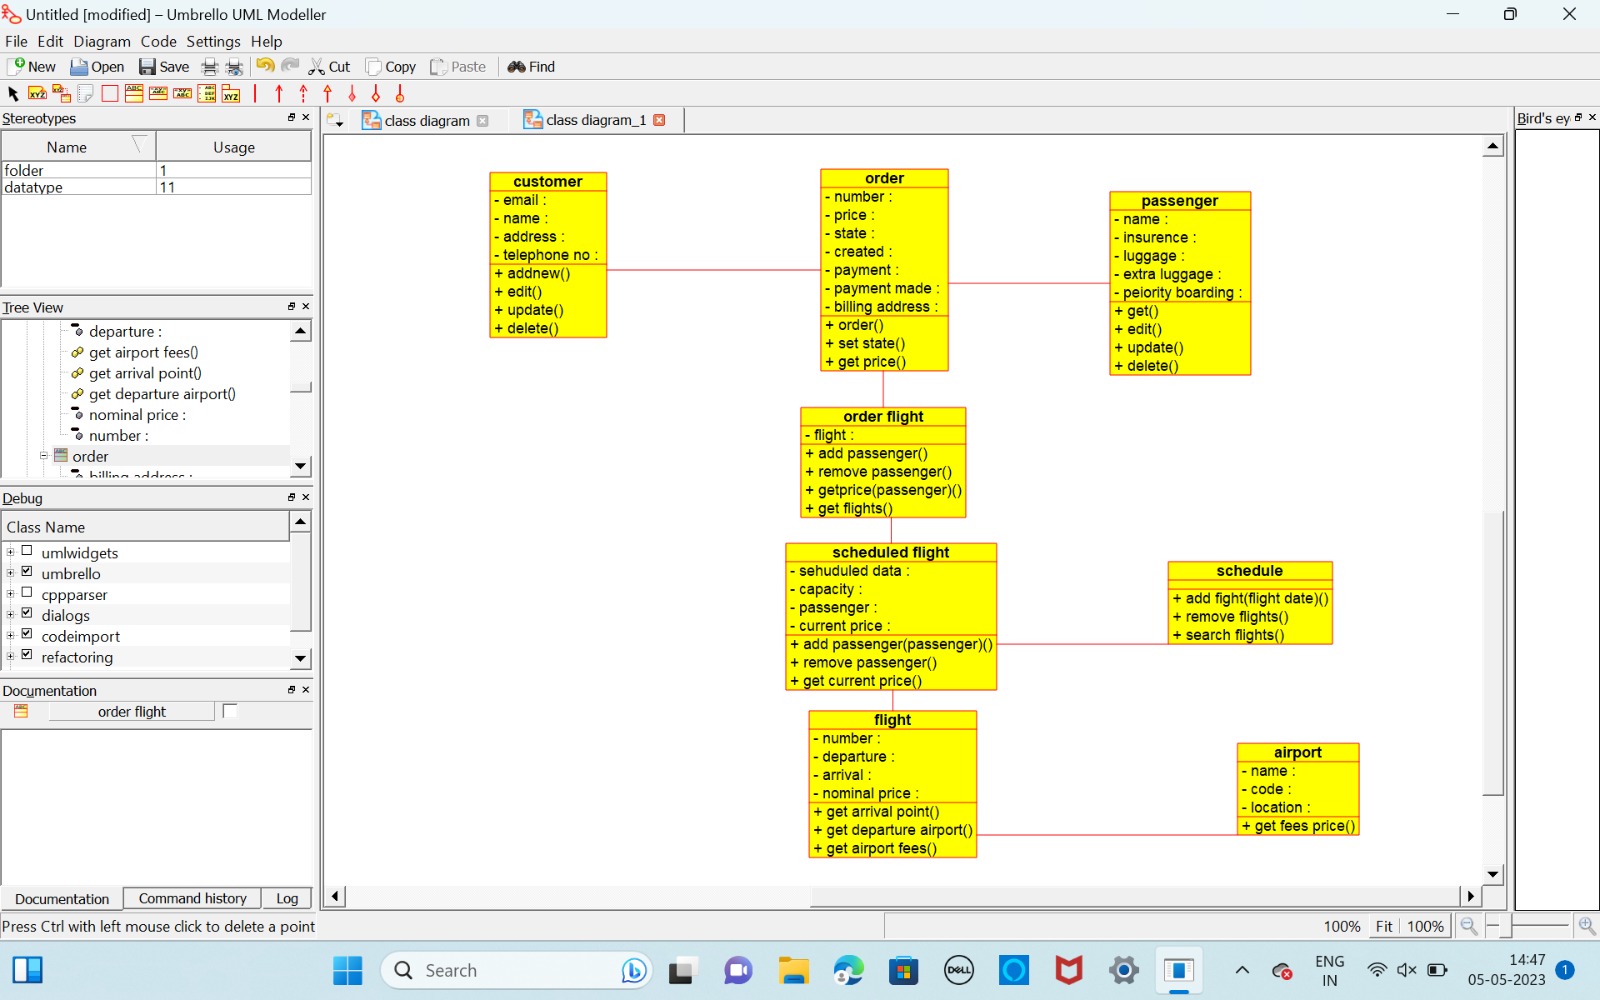 Untitled [modified] – Umbrello UML Modeller
File Edit Diagram Code Settings Help
New Open Save Cut Copy Paste Find
Stereotypes
Name Usage
folder 1
datatype 11
Tree View
departure :
get airport fees()
get arrival point()
get departure airport()
nominal price :
number :
order
billing address :
Debug
Class Name
umlwidgets
umbrello
cppparser
dialogs
codeimport
refactoring
Documentation
order flight
Documentation Command history Log
Press Ctrl with left mouse click to delete a point
class diagram
class diagram_1
Bird's ey
customer
- email :
- name :
- address :
- telephone no :
+ addnew()
+ edit()
+ update()
+ delete()
order
- number :
- price :
- state :
- created :
- payment :
- payment made :
- billing address :
+ order()
+ set state()
+ get price()
passenger
- name :
- insurence :
- luggage :
- extra luggage :
- peiority boarding :
+ get()
+ edit()
+ update()
+ delete()
order flight
- flight :
+ add passenger()
+ remove passenger()
+ getprice(passenger)()
+ get flights()
scheduled flight
- sehuduled data :
- capacity :
- passenger :
- current price :
+ add passenger(passenger)()
+ remove passenger()
+ get current price()
schedule
+ add fight(flight date)()
+ remove flights()
+ search flights()
flight
- number :
- departure :
- arrival :
- nominal price :
+ get arrival point()
+ get departure airport()
+ get airport fees()
airport
- name :
- code :
- location :
+ get fees price()
100% Fit 100%
Search
DELL
ENG
IN
14:47
05-05-2023
1